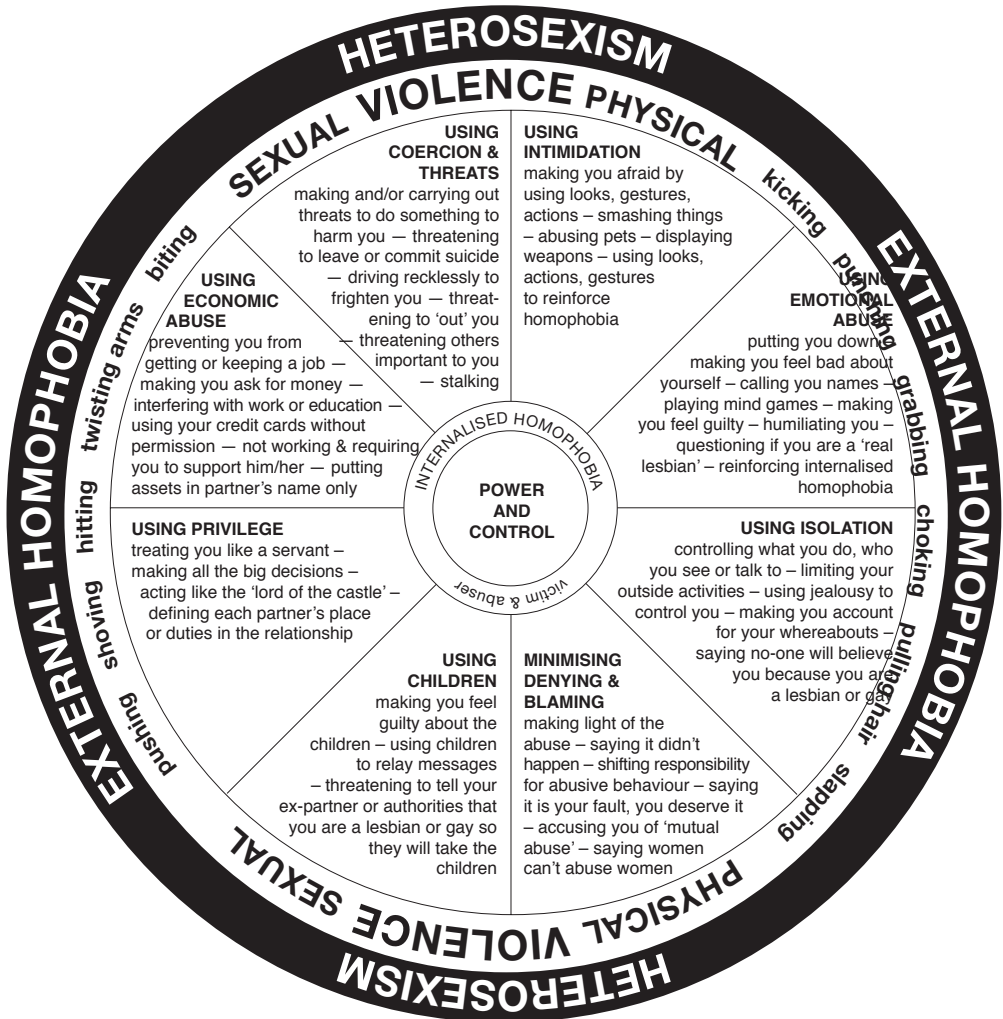 HETEROSEXISM
EXTERNAL HOMOPHOBIA
HETEROSEXISM
EXTERNAL HOMOPHOBIA
SEXUAL VIOLENCE PHYSICAL
kicking
punching
grabbing
choking
pulling hair
slapping
PHYSICAL VIOLENCE SEXUAL
pushing
shoving
hitting
twisting arms
biting
USING
COERCION &
THREATS
making and/or carrying out
threats to do something to
harm you — threatening
to leave or commit suicide
— driving recklessly to
frighten you — threat-
ening to ‘out’ you
— threatening others
important to you
— stalking
USING
INTIMIDATION
making you afraid by
using looks, gestures,
actions – smashing things
– abusing pets – displaying
weapons – using looks,
actions, gestures
to reinforce
homophobia
USING
EMOTIONAL
ABUSE
putting you down –
making you feel bad about
yourself – calling you names –
playing mind games – making
you feel guilty – humiliating you –
questioning if you are a ‘real
lesbian’ – reinforcing internalised
homophobia
USING ISOLATION
controlling what you do, who
you see or talk to – limiting your
outside activities – using jealousy to
control you – making you account
for your whereabouts –
saying no-one will believe
you because you are
a lesbian or gay
MINIMISING
DENYING &
BLAMING
making light of the
abuse – saying it didn’t
happen – shifting responsibility
for abusive behaviour – saying
it is your fault, you deserve it
– accusing you of ‘mutual
abuse’ – saying women
can’t abuse women
USING
CHILDREN
making you feel
guilty about the
children – using children
to relay messages
– threatening to tell your
ex-partner or authorities that
you are a lesbian or gay so
they will take the
children
USING PRIVILEGE
treating you like a servant –
making all the big decisions –
acting like the ‘lord of the castle’ –
defining each partner’s place
or duties in the relationship
USING
ECONOMIC
ABUSE
preventing you from
getting or keeping a job —
making you ask for money —
interfering with work or education —
using your credit cards without
permission — not working & requiring
you to support him/her — putting
assets in partner’s name only
INTERNALISED HOMOPHOBIA
victim & abuser
POWER
AND
CONTROL